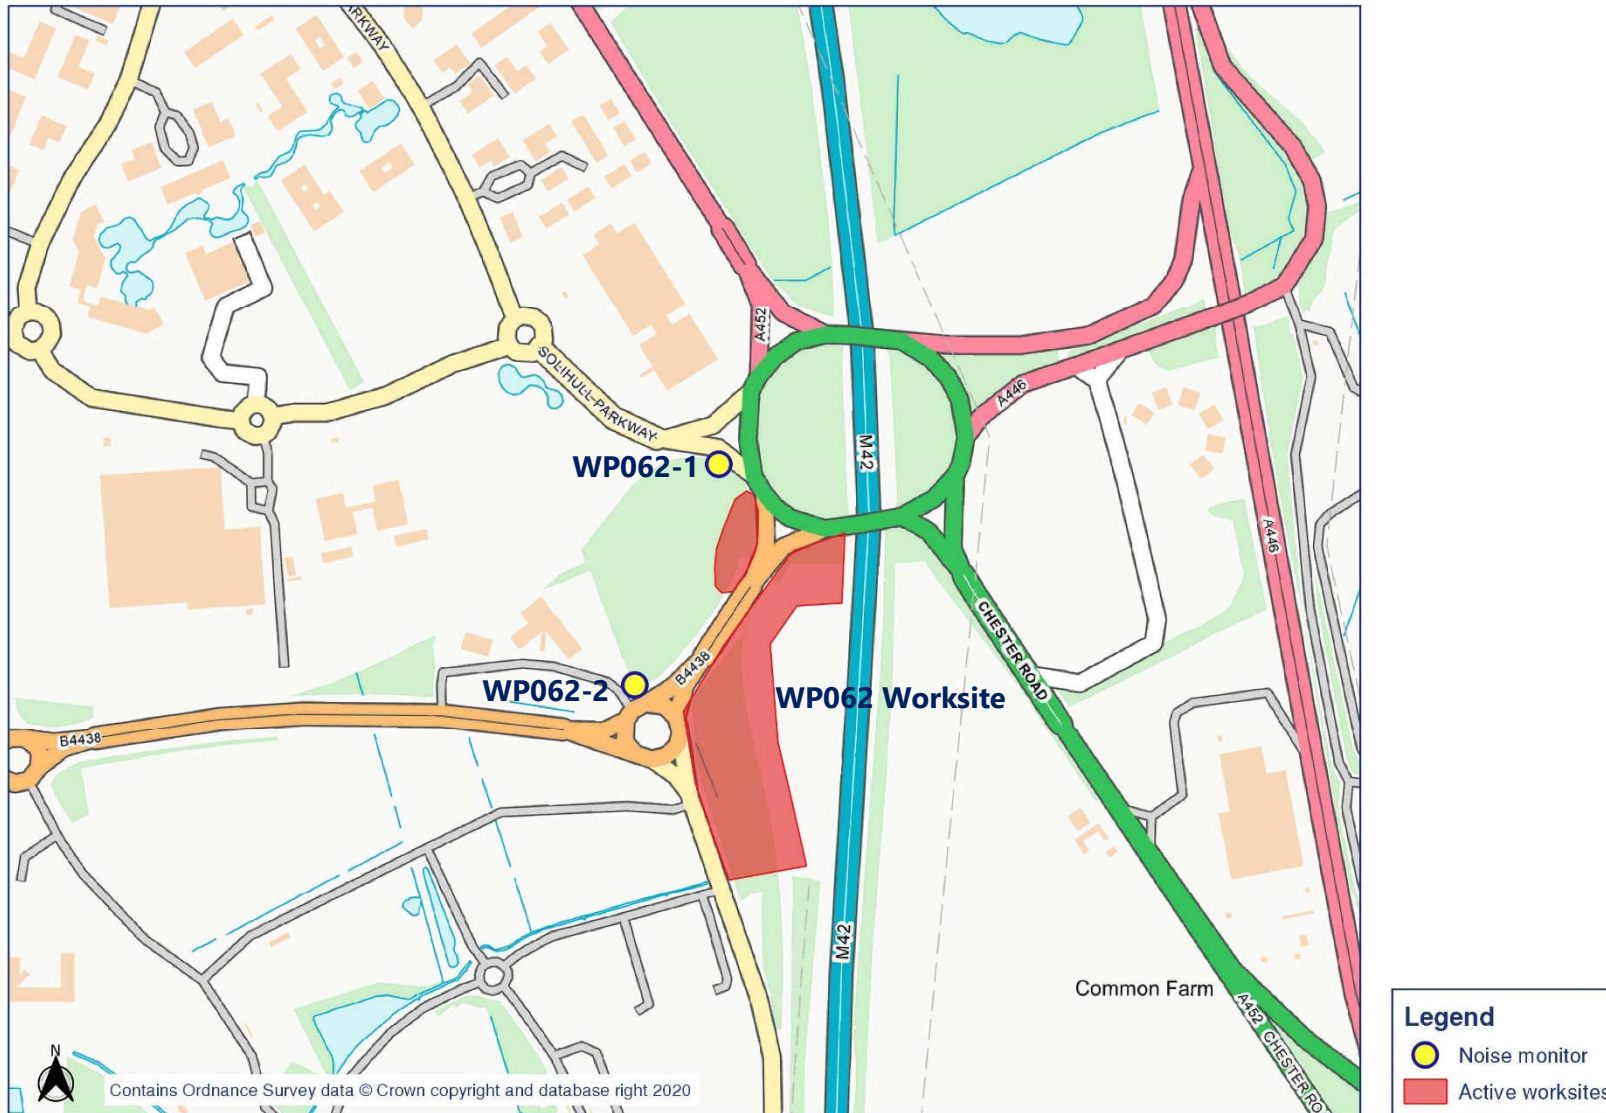 ARKWAY
A452
SOLIHULL PARKWAY
A446
M42
WP062-1
A446
CHESTER ROAD
B4438
WP062-2
WP062 Worksite
B4438
M42
Common Farm
A452 CHESTER RO
N
Contains Ordnance Survey data © Crown copyright and database right 2020
Legend
Noise monitor
Active worksites